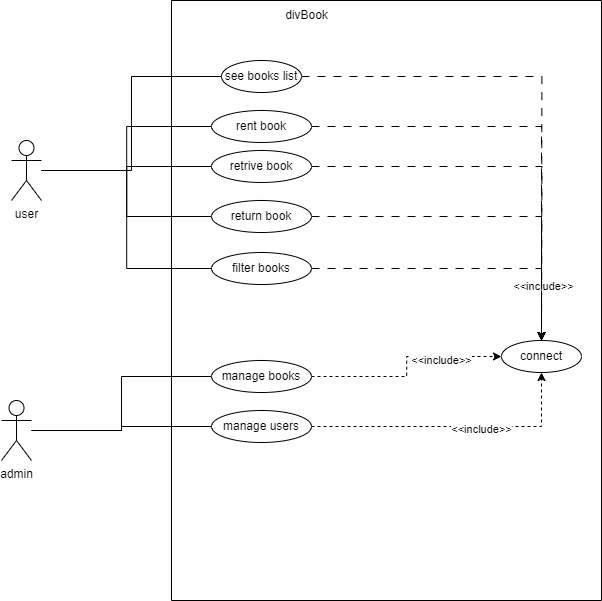 divBook
see books list
rent book
retrive book
user
return book
filter books
<<include>>
connect
<<include>>
manage books
manage users
<<include>>
admin